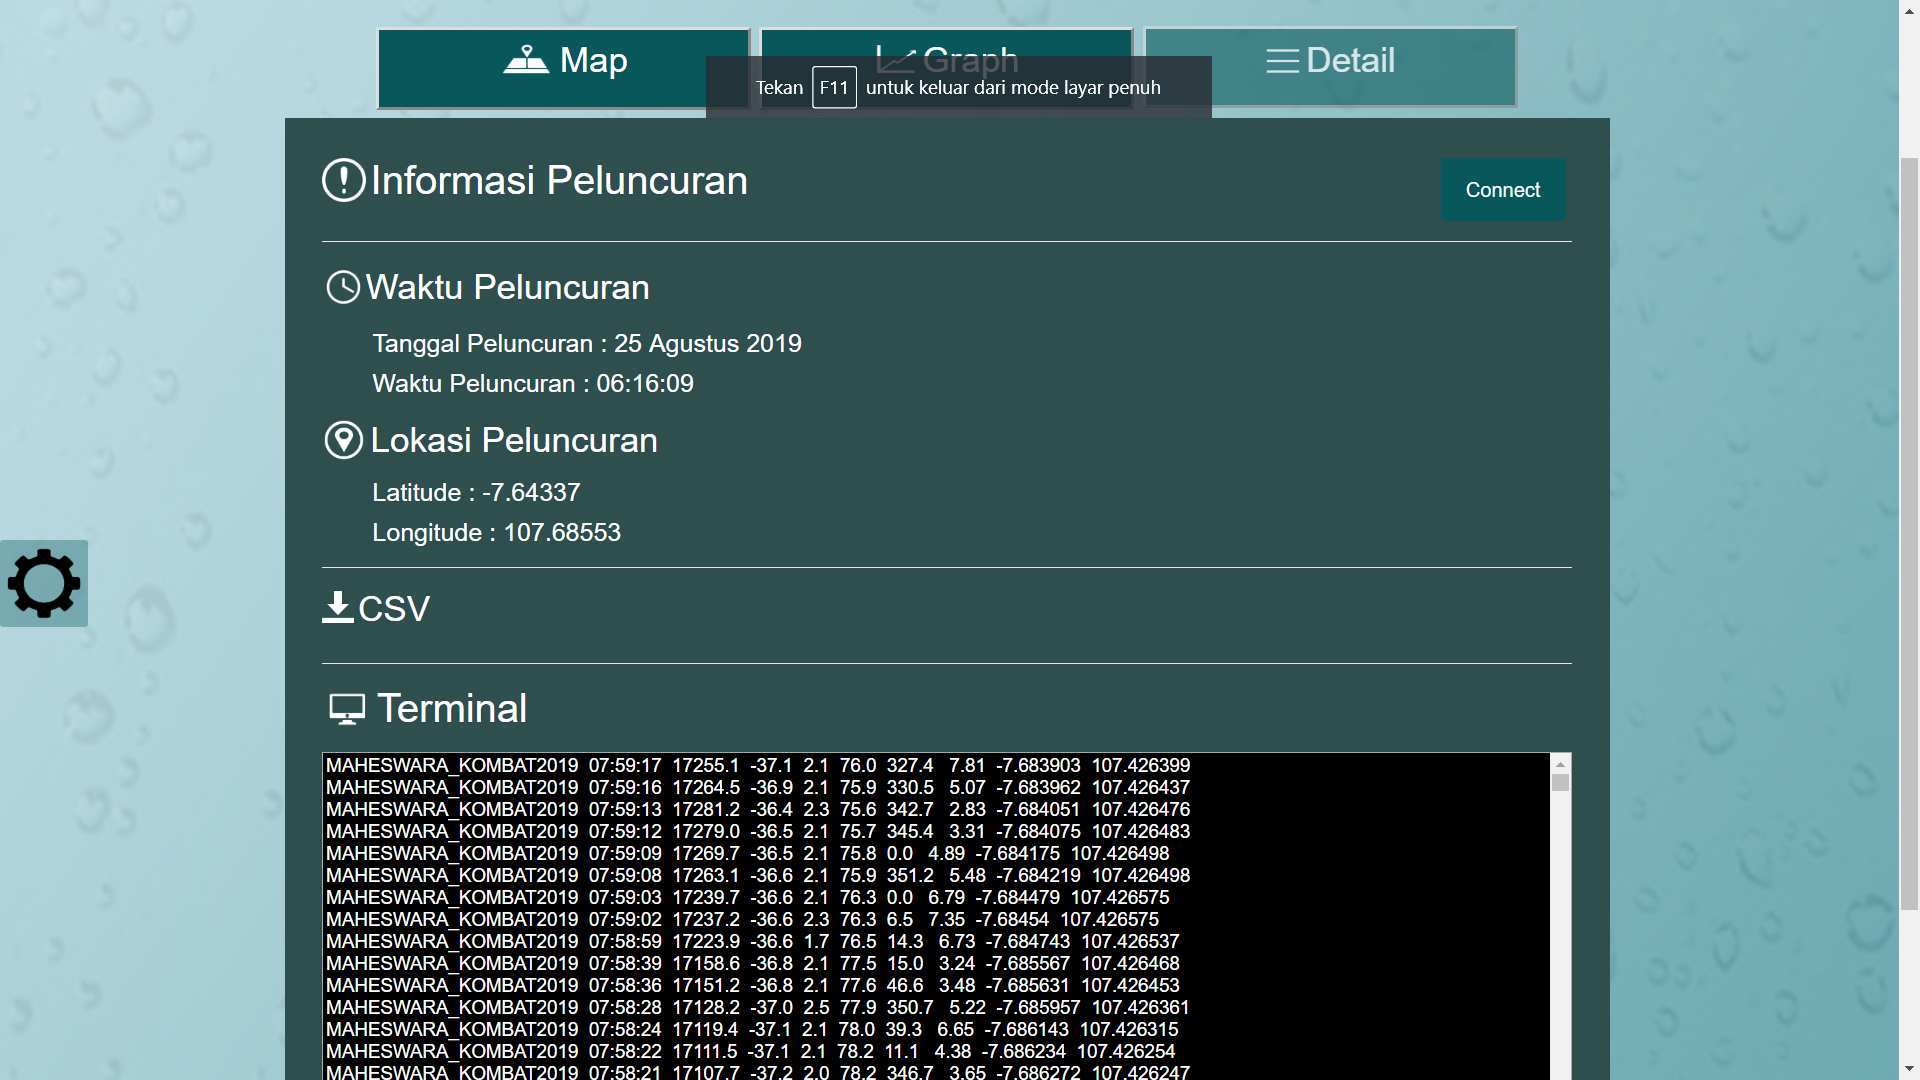 Map
Graph
Detail
Tekan F11 untuk keluar dari mode layar penuh
Informasi Peluncuran
Connect
Waktu Peluncuran
Tanggal Peluncuran : 25 Agustus 2019
Waktu Peluncuran : 06:16:09
Lokasi Peluncuran
Latitude : -7.64337
Longitude : 107.68553
CSV
Terminal
MAHESWARA_KOMBAT2019 07:59:17 17255.1 -37.1 2.1 76.0 327.4 7.81 -7.683903 107.426399
MAHESWARA_KOMBAT2019 07:59:16 17264.5 -36.9 2.1 75.9 330.5 5.07 -7.683962 107.426437
MAHESWARA_KOMBAT2019 07:59:13 17281.2 -36.4 2.3 75.6 342.7 2.83 -7.684051 107.426476
MAHESWARA_KOMBAT2019 07:59:12 17279.0 -36.5 2.1 75.7 345.4 3.31 -7.684075 107.426483
MAHESWARA_KOMBAT2019 07:59:09 17269.7 -36.5 2.1 75.8 0.0 4.89 -7.684175 107.426498
MAHESWARA_KOMBAT2019 07:59:08 17263.1 -36.6 2.1 75.9 351.2 5.48 -7.684219 107.426498
MAHESWARA_KOMBAT2019 07:59:03 17239.7 -36.6 2.1 76.3 0.0 6.79 -7.684479 107.426575
MAHESWARA_KOMBAT2019 07:59:02 17237.2 -36.6 2.3 76.3 6.5 7.35 -7.68454 107.426575
MAHESWARA_KOMBAT2019 07:58:59 17223.9 -36.6 1.7 76.5 14.3 6.73 -7.684743 107.426537
MAHESWARA_KOMBAT2019 07:58:39 17158.6 -36.8 2.1 77.5 15.0 3.24 -7.685567 107.426468
MAHESWARA_KOMBAT2019 07:58:36 17151.2 -36.8 2.1 77.6 46.6 3.48 -7.685631 107.426453
MAHESWARA_KOMBAT2019 07:58:28 17128.2 -37.0 2.5 77.9 350.7 5.22 -7.685957 107.426361
MAHESWARA_KOMBAT2019 07:58:24 17119.4 -37.1 2.1 78.0 39.3 6.65 -7.686143 107.426315
MAHESWARA_KOMBAT2019 07:58:22 17111.5 -37.1 2.1 78.2 11.1 4.38 -7.686234 107.426254
MAHESWARA_KOMBAT2019 07:58:21 17107.7 -37.2 2.0 78.2 346.7 3.65 -7.686272 107.426247